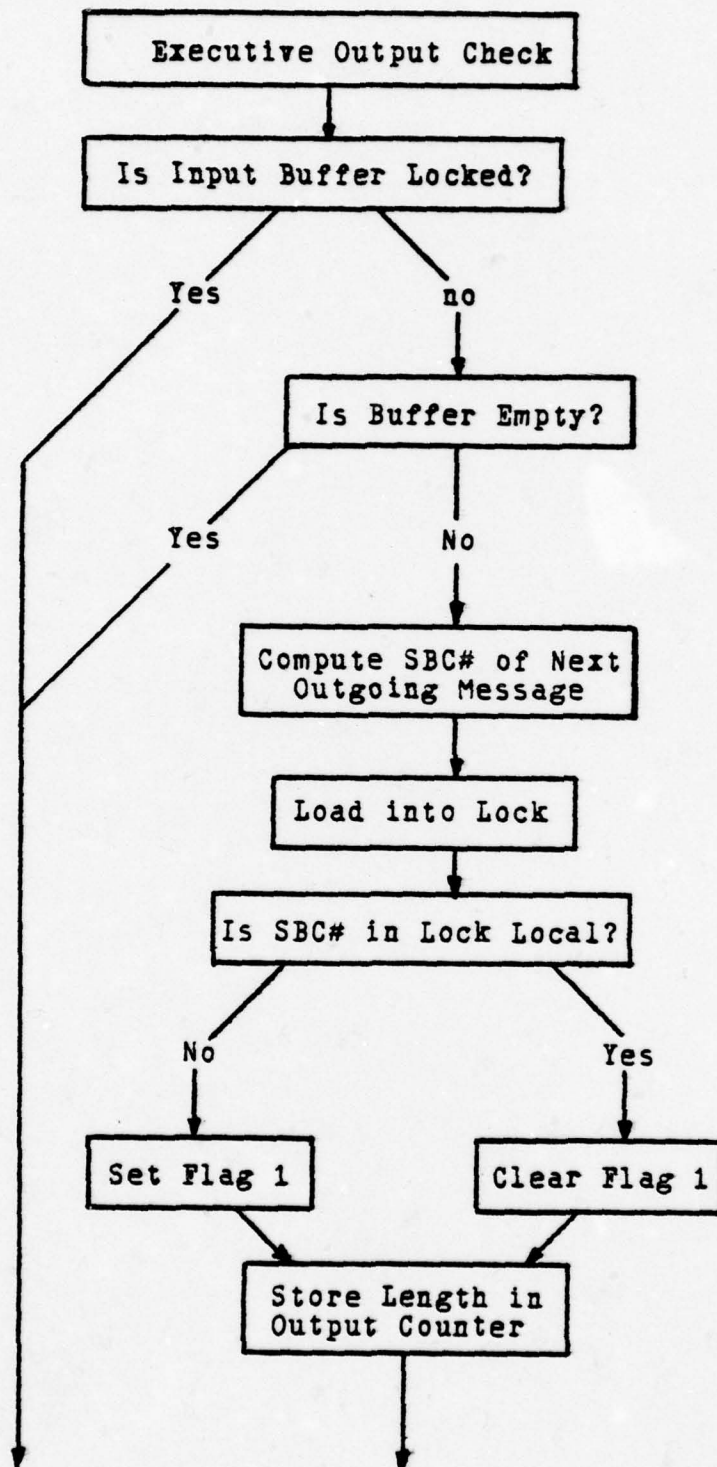 Executive Output Check
Is Input Buffer Locked?
Yes
no
Is Buffer Empty?
Yes
No
Compute SBC# of Next
Outgoing Message
Load into Lock
Is SBC# in Lock Local?
No
Yes
Set Flag 1
Clear Flag 1
Store Length in
Output Counter